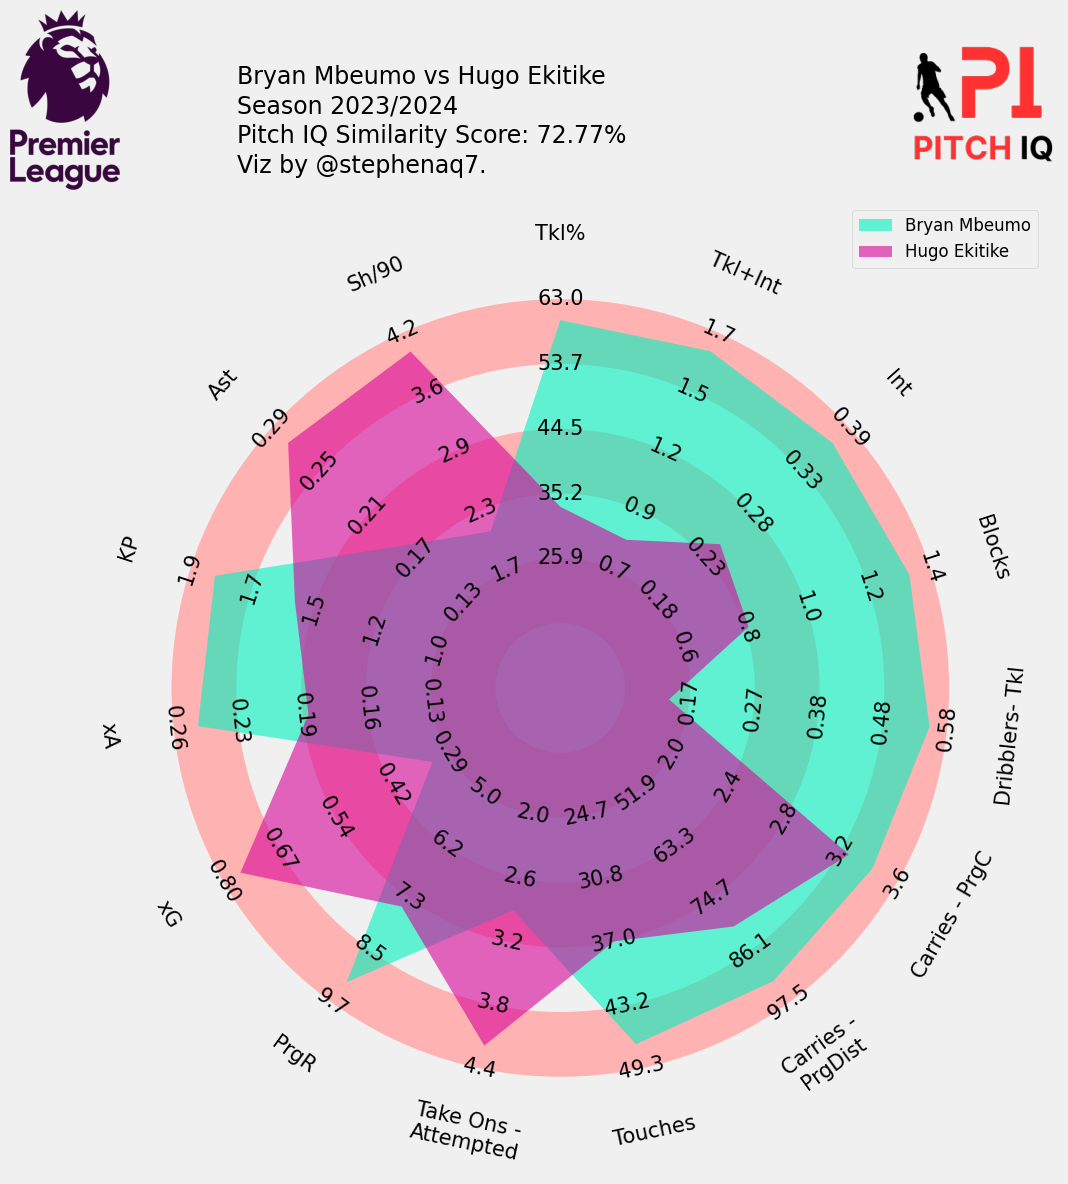 Premier
League
Bryan Mbeumo vs Hugo Ekitike
Season 2023/2024
Pitch IQ Similarity Score: 72.77%
Viz by @stephenaq7.
PI
PITCH IQ
Bryan Mbeumo
Hugo Ekitike
Tkl%
25.9
35.2
44.5
53.7
63.0
Tkl+Int
0.7
0.9
1.2
1.5
1.7
Int
0.18
0.23
0.28
0.33
0.39
Blocks
0.6
0.8
1.0
1.2
1.4
Dribblers- Tkl
0.17
0.27
0.38
0.48
0.58
Carries - PrgC
2.0
2.4
2.8
3.2
3.6
Carries -
PrgDist
51.9
63.3
74.7
86.1
97.5
Touches
24.7
30.8
37.0
43.2
49.3
Take Ons -
Attempted
2.0
2.6
3.2
3.8
4.4
PrgR
5.0
6.2
7.3
8.5
9.7
xG
0.29
0.42
0.54
0.67
0.80
xA
0.13
0.16
0.19
0.23
0.26
KP
1.0
1.2
1.5
1.7
1.9
Ast
0.13
0.17
0.21
0.25
0.29
Sh/90
1.7
2.3
2.9
3.6
4.2